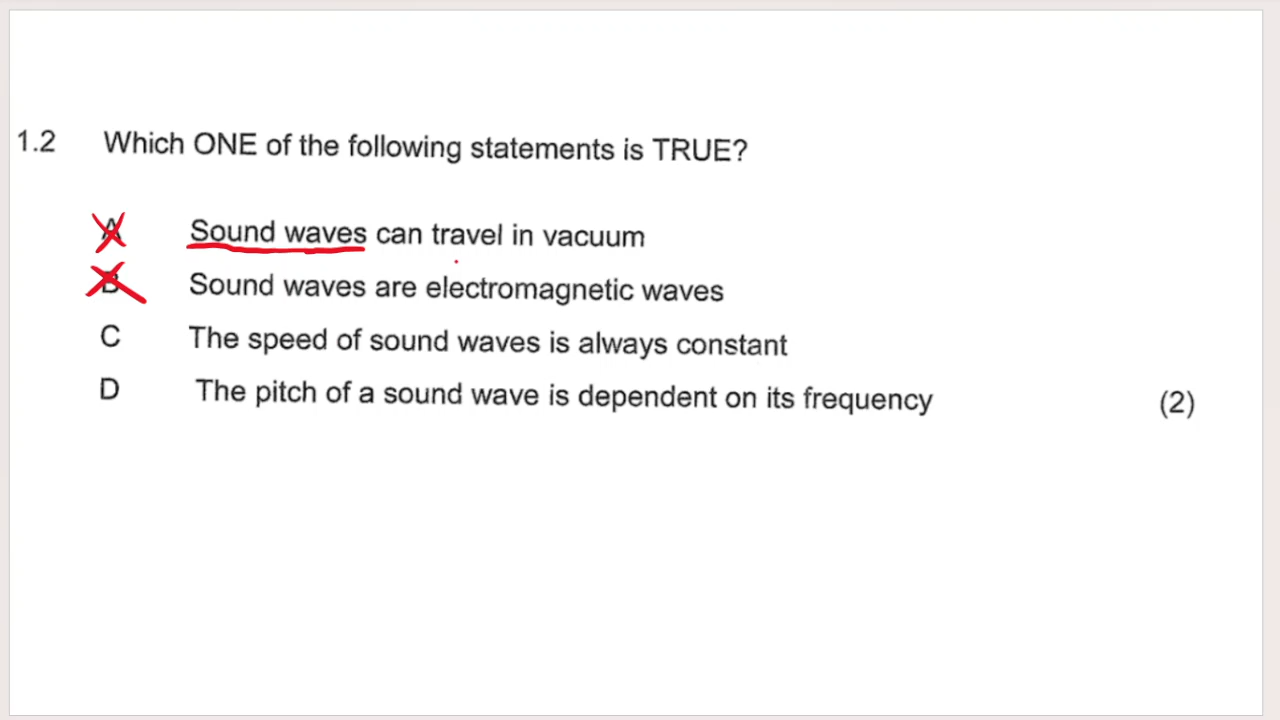 1.2 Which ONE of the following statements is TRUE?
A Sound waves can travel in vacuum
B Sound waves are electromagnetic waves
C The speed of sound waves is always constant
D The pitch of a sound wave is dependent on its frequency (2)